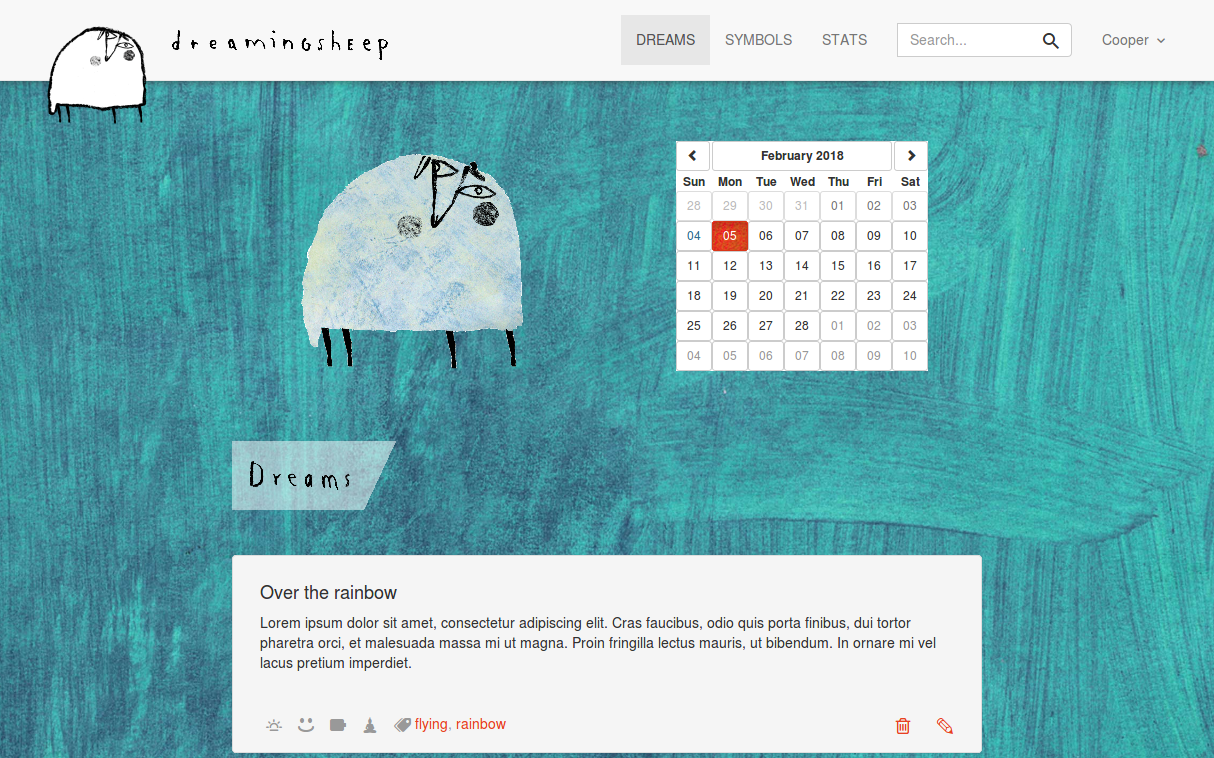 dreamingshEEp
DREAMS SYMBOLS STATS Search... Cooper
February 2018
Sun Mon Tue Wed Thu Fri Sat
28 29 30 31 01 02 03
04 05 06 07 08 09 10
11 12 13 14 15 16 17
18 19 20 21 22 23 24
25 26 27 28 01 02 03
04 05 06 07 08 09 10
Dreams
Over the rainbow
Lorem ipsum dolor sit amet, consectetur adipiscing elit. Cras faucibus, odio quis porta finibus, dui tortor
pharetra orci, et malesuada massa mi ut magna. Proin fringilla lectus mauris, ut bibendum. In ornare mi vel
lacus pretium imperdiet.
flying, rainbow